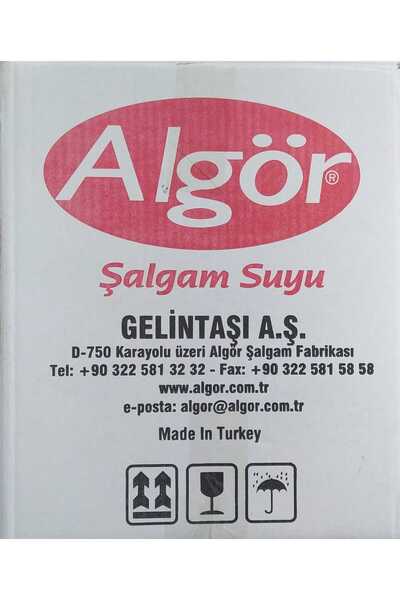 Algör®
Şalgam Suyu
GELİNTAŞI A.Ş.
D-750 Karayolu üzeri Algör Şalgam Fabrikası
Tel: +90 322 581 32 32 - Fax: +90 322 581 58 58
www.algor.com.tr
e-posta: algor@algor.com.tr
Made In Turkey